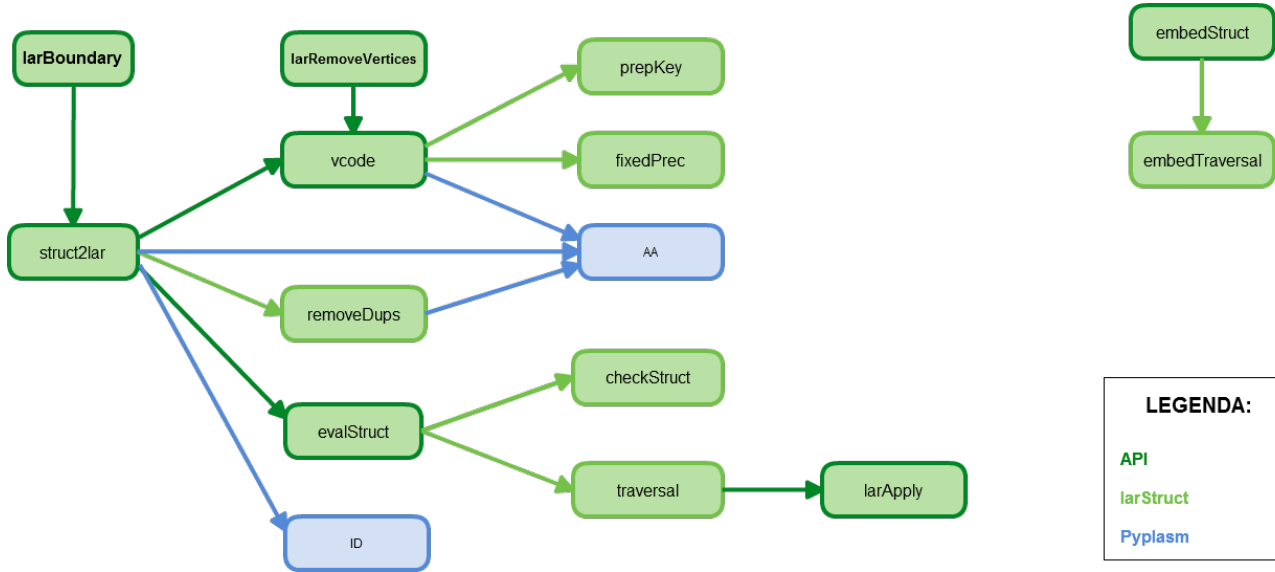 larBoundary
larRemoveVertices
prepKey
embedStruct
vcode
fixedPrec
embedTraversal
struct2lar
AA
removeDups
checkStruct
evalStruct
traversal
larApply
ID
LEGENDA:
API
larStruct
Pyplasm